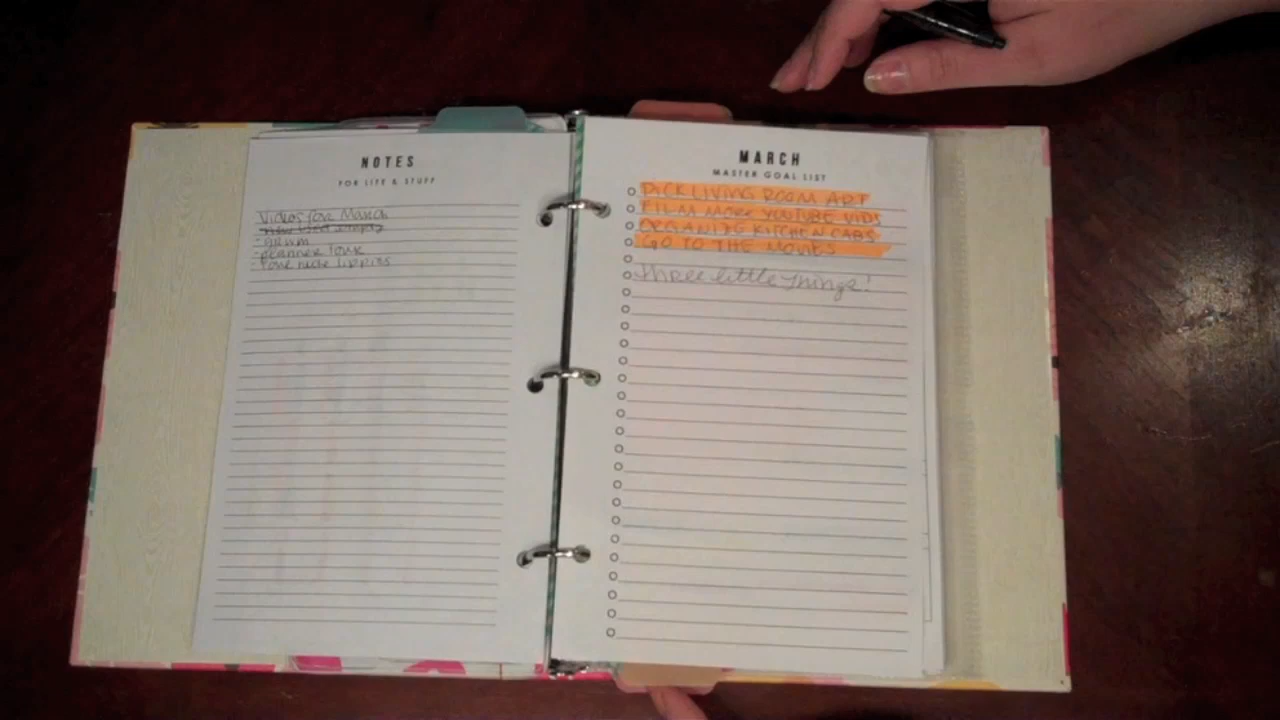 NOTES
FOR LIFE & STUFF
Videos for March
- planner tour
MARCH
MASTER GOAL LIST
PICK LIVING ROOM ART
FILM MORE YOUTUBE VIDS
ORGANIZE KITCHEN CABS
GO TO THE MOVIES
Three little Things!